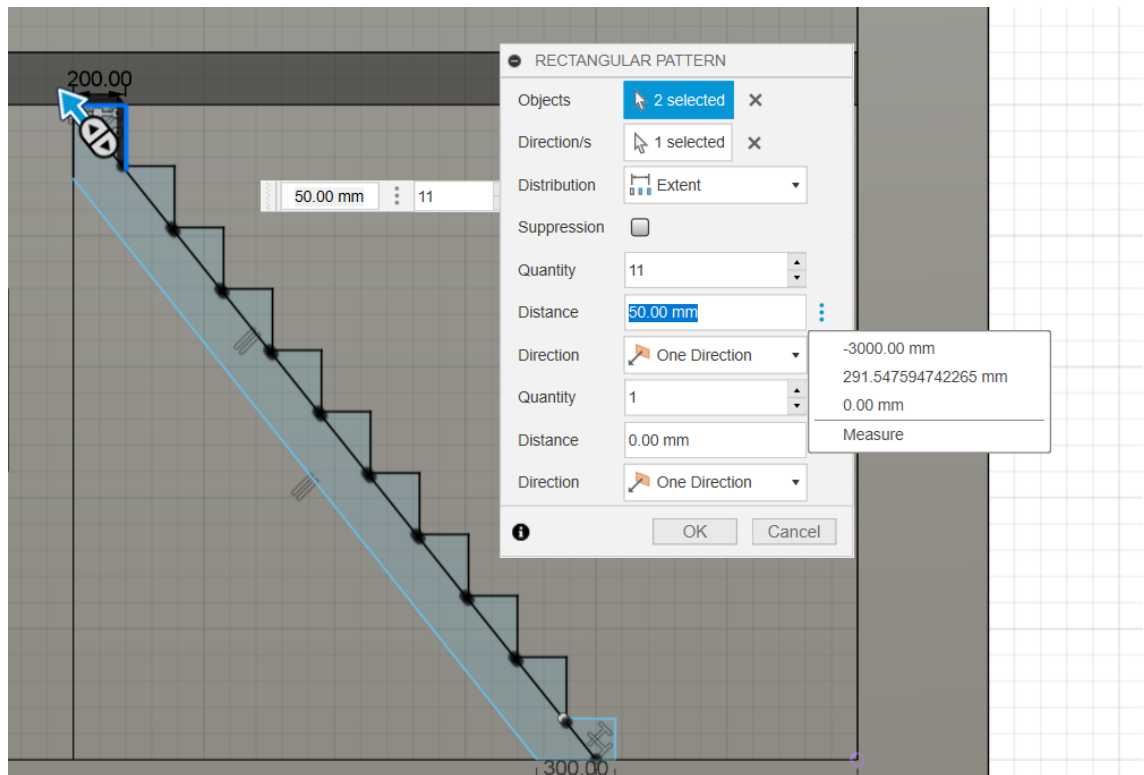 200.00
RECTANGULAR PATTERN
Objects 2 selected
Direction/s 1 selected
Distribution Extent
50.00 mm 11
Suppression
Quantity 11
Distance 50.00 mm
-3000.00 mm
Direction One Direction
291.547594742265 mm
Quantity 1
0.00 mm
Distance 0.00 mm
Measure
Direction One Direction
OK Cancel
300.00